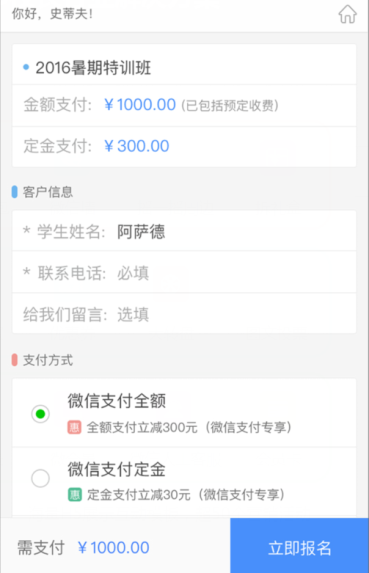 你好，史蒂夫！
2016暑期特训班
金额支付: ￥1000.00 (已包括预定收费)
定金支付: ￥300.00
客户信息
* 学生姓名: 阿萨德
* 联系电话: 必填
给我们留言: 选填
支付方式
微信支付全额
惠 全额支付立减300元（微信支付专享）
微信支付定金
惠 定金支付立减30元（微信支付专享）
需支付 ￥1000.00 立即报名